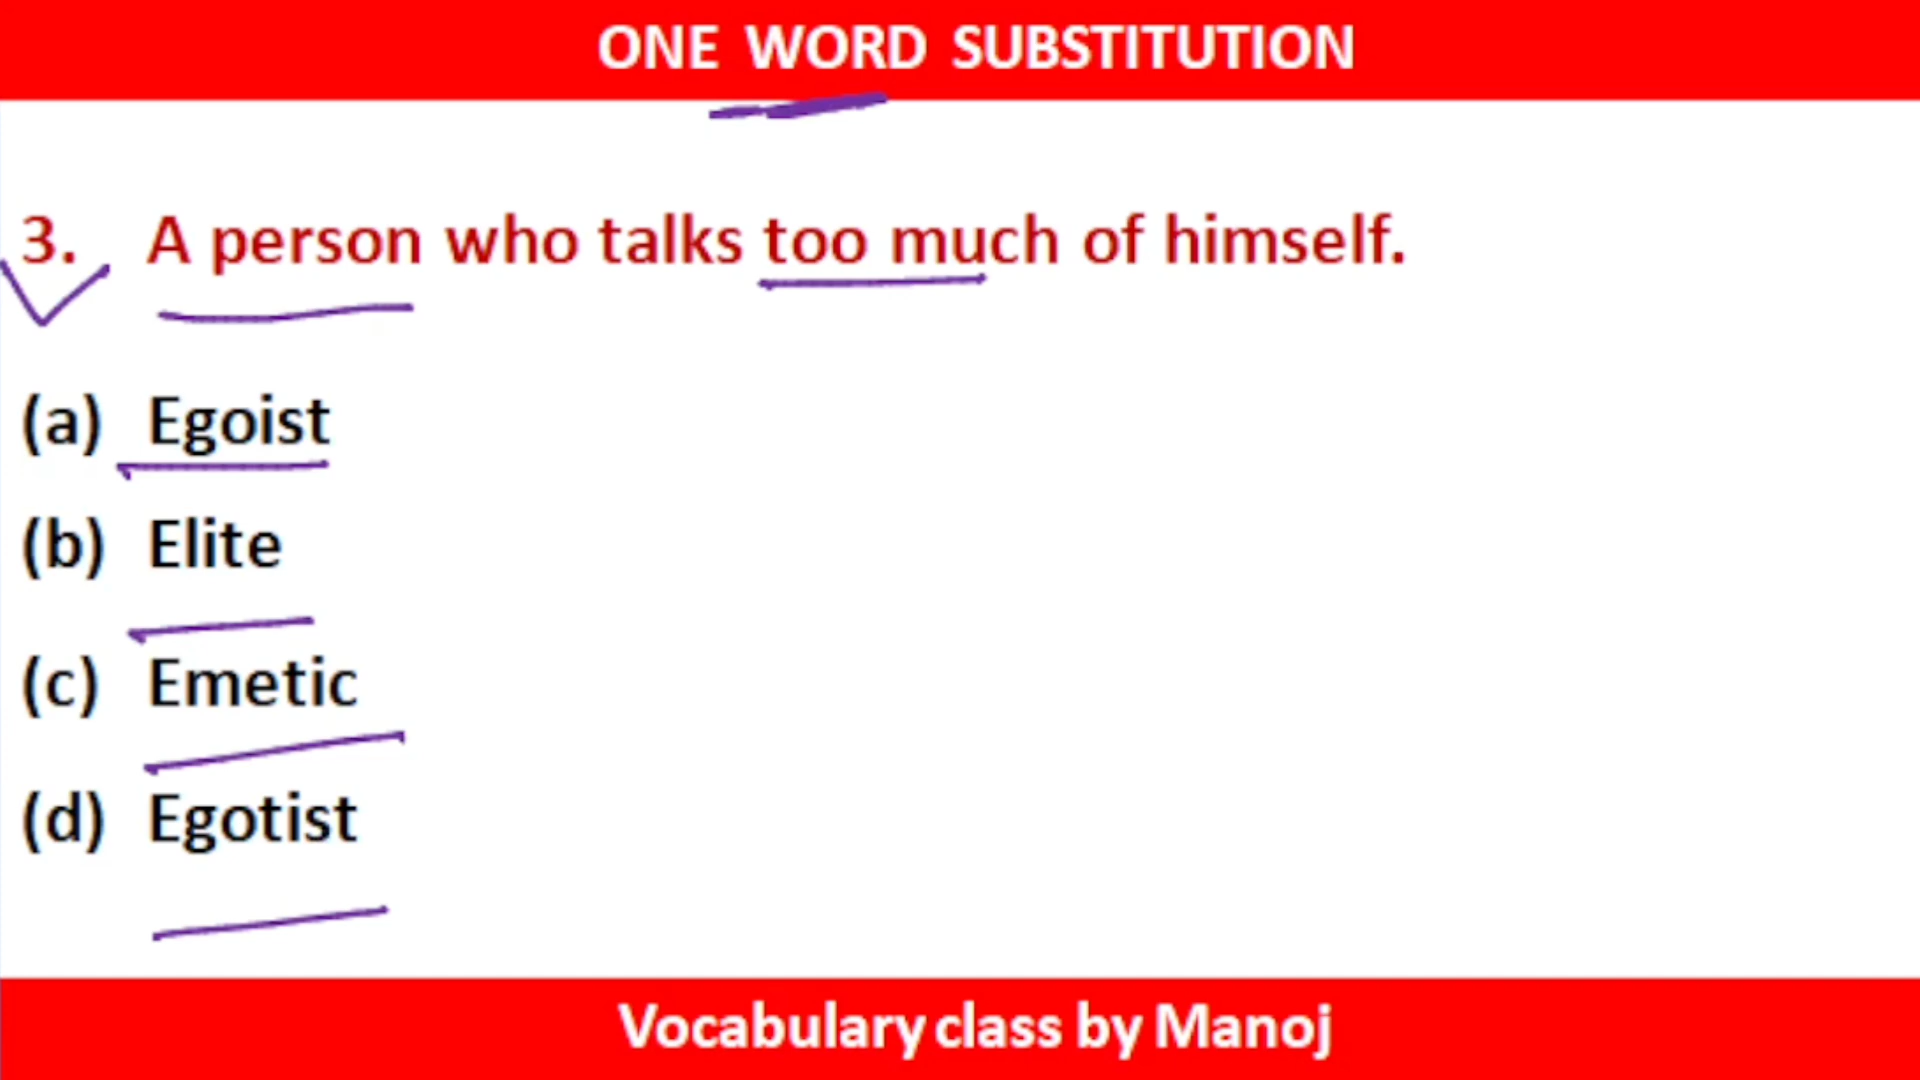 ONE WORD SUBSTITUTION
3. A person who talks too much of himself.
(a) Egoist
(b) Elite
(c) Emetic
(d) Egotist
Vocabulary class by Manoj